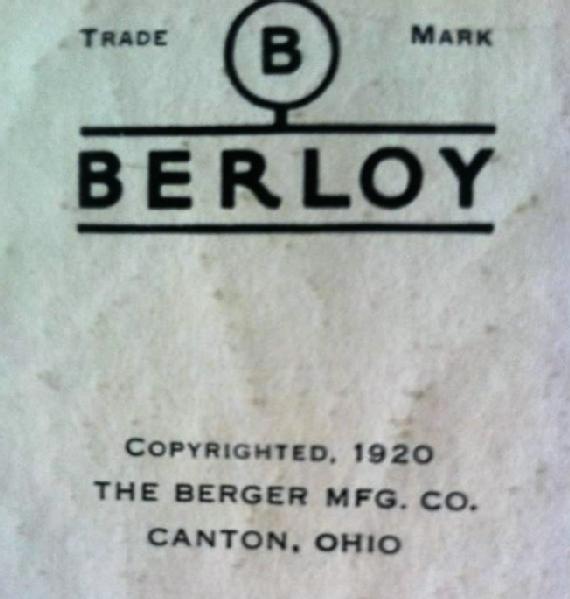 TRADE B MARK
BERLOY
COPYRIGHTED, 1920
THE BERGER MFG. CO.
CANTON, OHIO